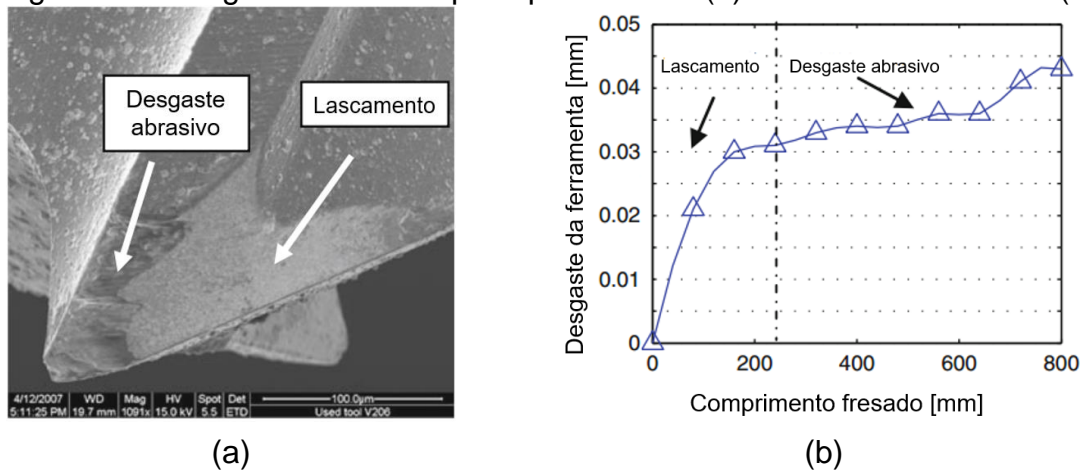 Desgaste
abrasivo
Lascamento
4/12/2007 WD Mag HV Spot Det 100.0µm
5:11:25 PM 19.7 mm 1091x 15.0 kV 5.5 ETD Used tool V206
(a)
Desgaste da ferramenta [mm]
0.05
0.04
0.03
0.02
0.01
0
Lascamento Desgaste abrasivo
0 200 400 600 800
Comprimento fresado [mm]
(b)